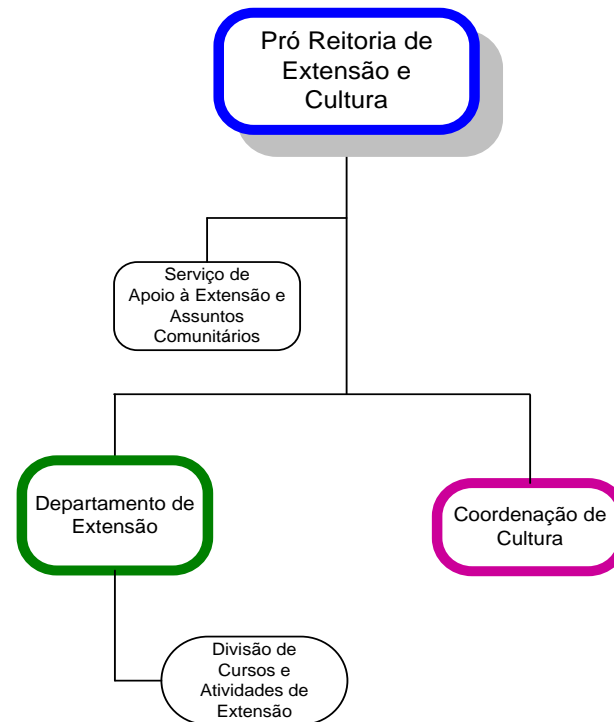 Pró Reitoria de
Extensão e
Cultura
Serviço de
Apoio à Extensão e
Assuntos
Comunitários
Departamento de
Extensão
Coordenação de
Cultura
Divisão de
Cursos e
Atividades de
Extensão